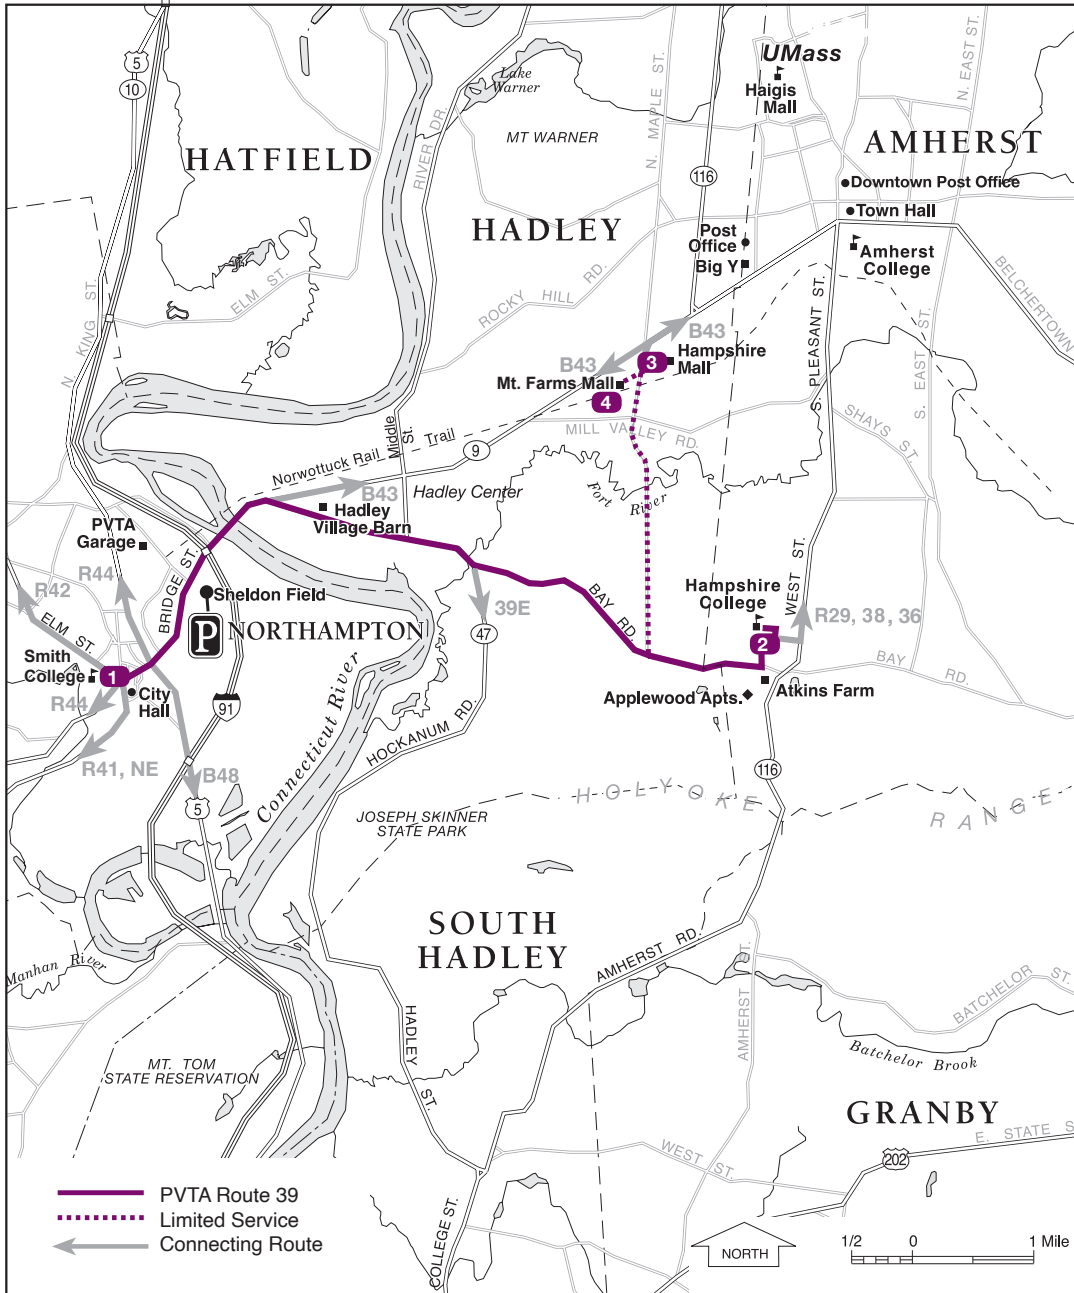 UMass
Haigis
Mall
N. EAST ST.
5
10
Lake
Warner
RIVER DR.
MT WARNER
N. MAPLE ST.
HATFIELD
116
AMHERST
Downtown Post Office
Town Hall
HADLEY
Post
Office
Big Y
Amherst
College
BELCHERTOWN
N. KING ST.
ELM ST.
ROCKY HILL RD.
S. PLEASANT ST.
S. EAST ST.
B43
B43
3
Hampshire
Mall
Mt. Farms Mall
4
SHAYS ST.
MILL VALLEY RD.
Middle
St.
Norwottuck Rail Trail
9
B43
Hadley Center
Fort
River
Hadley
Village Barn
PVTA
Garage
BRIDGE ST.
R44
R42
Sheldon Field
P
NORTHAMPTON
ELM ST.
Smith
College
1
City
Hall
R44
R41, NE
B48
91
5
39E
47
BAY RD.
Hampshire
College
2
WEST ST.
R29, 38, 36
BAY RD.
Atkins Farm
Applewood Apts.
Connecticut River
HOCKANUM RD.
116
HOLYOKE RANGE
JOSEPH SKINNER
STATE PARK
SOUTH
HADLEY
AMHERST RD.
Manhan River
HADLEY ST.
AMHERST ST.
BATCHELOR ST.
Batchelor Brook
MT. TOM
STATE RESERVATION
GRANBY
E. STATE S
202
WEST ST.
COLLEGE ST.
PVTA Route 39
Limited Service
Connecting Route
NORTH
1/2 0 1 Mile